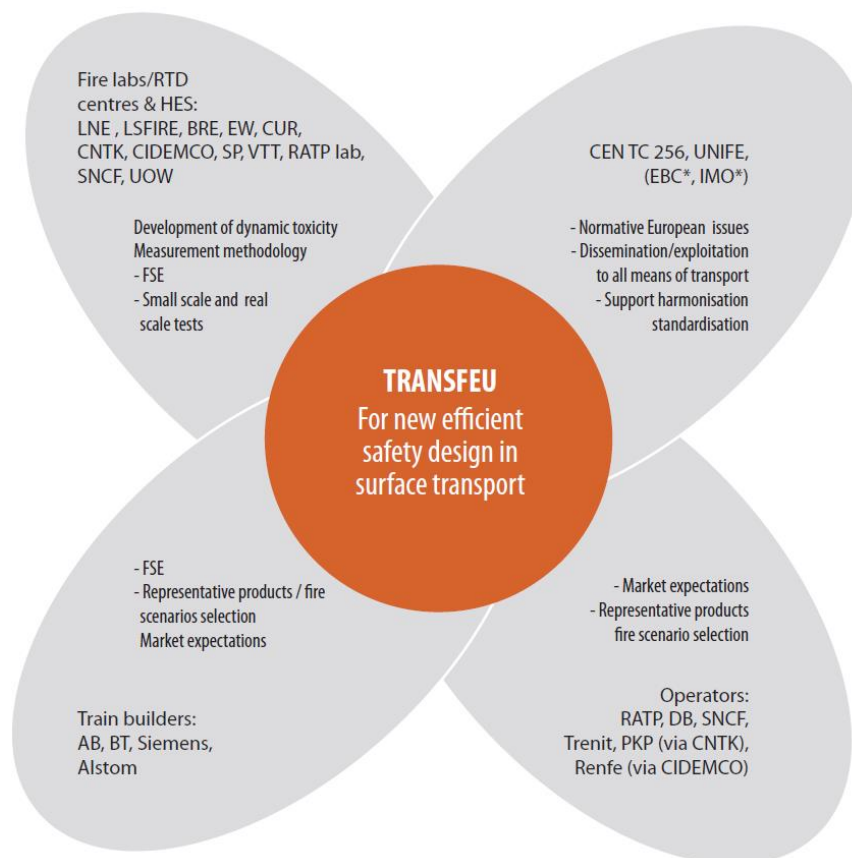 Fire labs/RTD
centres & HES:
LNE , LSFIRE, BRE, EW, CUR,
CNTK, CIDEMCO, SP, VTT, RATP lab,
SNCF, UOW
Development of dynamic toxicity
Measurement methodology
- FSE
- Small scale and real
scale tests
CEN TC 256, UNIFE,
(EBC*, IMO*)
- Normative European issues
- Dissemination/exploitation
to all means of transport
- Support harmonisation
standardisation
TRANSFEU
For new efficient
safety design in
surface transport
- FSE
- Representative products / fire
scenarios selection
Market expectations
Train builders:
AB, BT, Siemens,
Alstom
- Market expectations
- Representative products
fire scenario selection
Operators:
RATP, DB, SNCF,
Trenit, PKP (via CNTK),
Renfe (via CIDEMCO)